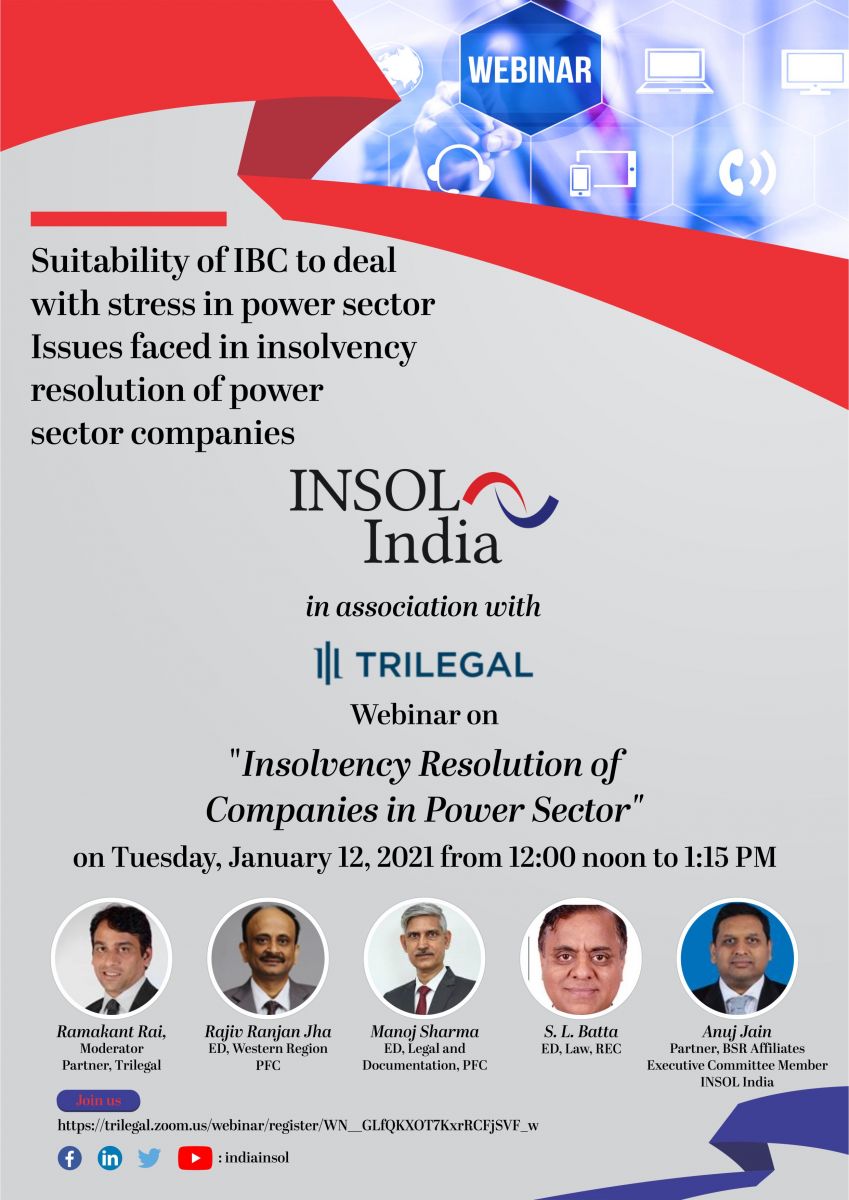 WEBINAR
Suitability of IBC to deal
with stress in power sector
Issues faced in insolvency
resolution of power
sector companies
INSOL
India
in association with
TRILEGAL
Webinar on
"Insolvency Resolution of
Companies in Power Sector"
on Tuesday, January 12, 2021 from 12:00 noon to 1:15 PM
Ramakant Rai,
Moderator
Partner, Trilegal
Rajiv Ranjan Jha
ED, Western Region
PFC
Manoj Sharma
ED, Legal and
Documentation, PFC
S. L. Batta
ED, Law, REC
Anuj Jain
Partner, BSR Affiliates
Executive Committee Member
INSOL India
Join us
https://trilegal.zoom.us/webinar/register/WN__GLfQKXOT7KxrRCFjSVF_w
: indiainsol